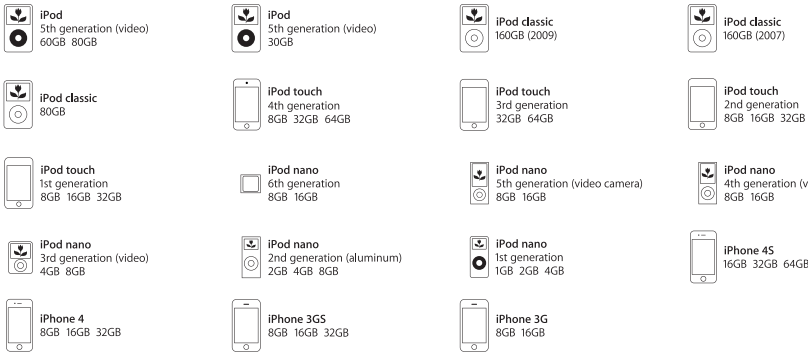 iPod
5th generation (video)
60GB 80GB
iPod
5th generation (video)
30GB
iPod classic
160GB (2009)
iPod classic
160GB (2007)
iPod classic
80GB
iPod touch
4th generation
8GB 32GB 64GB
iPod touch
3rd generation
32GB 64GB
iPod touch
2nd generation
8GB 16GB 32GB
iPod touch
1st generation
8GB 16GB 32GB
iPod nano
6th generation
8GB 16GB
iPod nano
5th generation (video camera)
8GB 16GB
iPod nano
4th generation (v
8GB 16GB
iPod nano
3rd generation (video)
4GB 8GB
iPod nano
2nd generation (aluminum)
2GB 4GB 8GB
iPod nano
1st generation
1GB 2GB 4GB
iPhone 4S
16GB 32GB 64GB
iPhone 4
8GB 16GB 32GB
iPhone 3GS
8GB 16GB 32GB
iPhone 3G
8GB 16GB